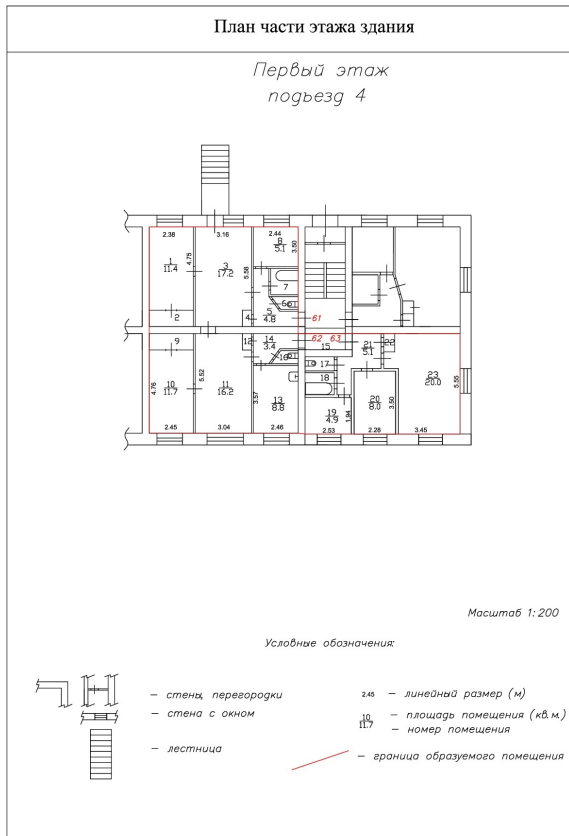 План части этажа здания
Первый этаж
подъезд 4
2.38 3.16 2.44
1 11.4 4.75 3 17.2 5.58 8 5.1 3.50
7
6
2 4 5 4.8 61
62 63
9 12 14 3.4 15 21 5.1 22
16 17
18
10 11.7 4.76 5.52 11 16.2 3.57 13 8.8 19 4.9 1.94 20 8.0 3.50 23 20.0 5.55
2.45 3.04 2.46 2.53 2.28 3.45
Масштаб 1:200
Условные обозначения:
– стены, перегородки
– стена с окном
– лестница
2.45 – линейный размер (м)
10 – площадь помещения (кв.м.)
11.7 – номер помещения
– граница образуемого помещения